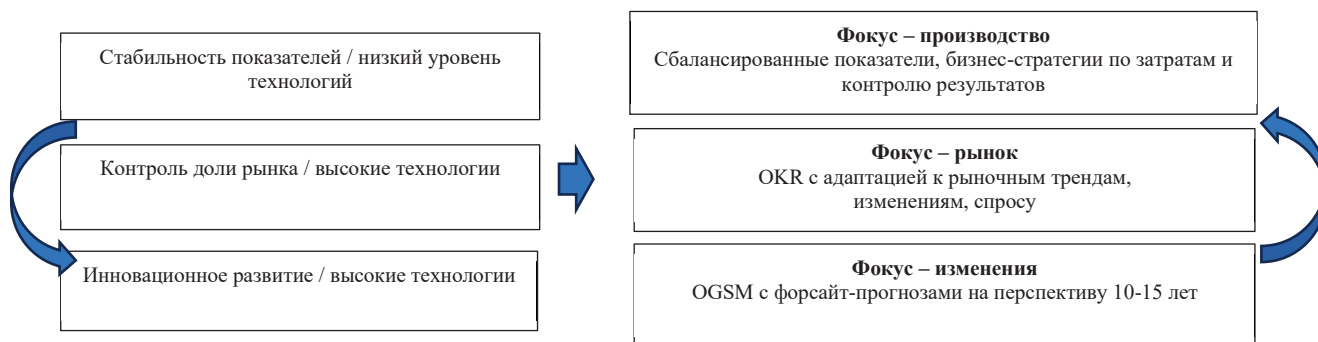 Стабильность показателей / низкий уровень
технологий
Контроль доли рынка / высокие технологии
Инновационное развитие / высокие технологии
Фокус – производство
Сбалансированные показатели, бизнес-стратегии по затратам и
контролю результатов
Фокус – рынок
OKR с адаптацией к рыночным трендам,
изменениям, спросу
Фокус – изменения
OGSM с форсайт-прогнозами на перспективу 10-15 лет